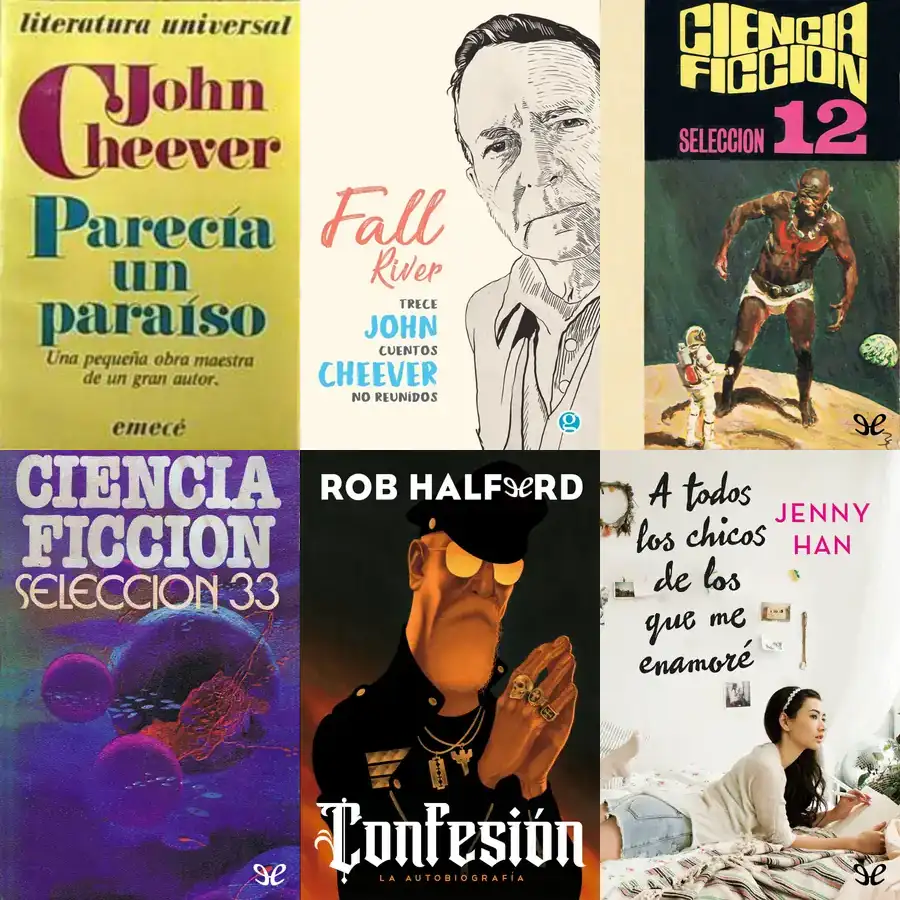 literatura universal
John
Cheever
Parecía
un
paraíso
Una pequeña obra maestra
de un gran autor.
emecé
Fall
River
TRECE
JOHN
CUENTOS
CHEEVER
NO REUNIDOS
g
CIENCIA
FICCION
SELECCION 12
CIENCIA
FICCION
SELECCION 33
ROB HALFORD
Confesión
LA AUTOBIOGRAFÍA
A todos
los chicos
de los
que me
enamoré
JENNY
HAN